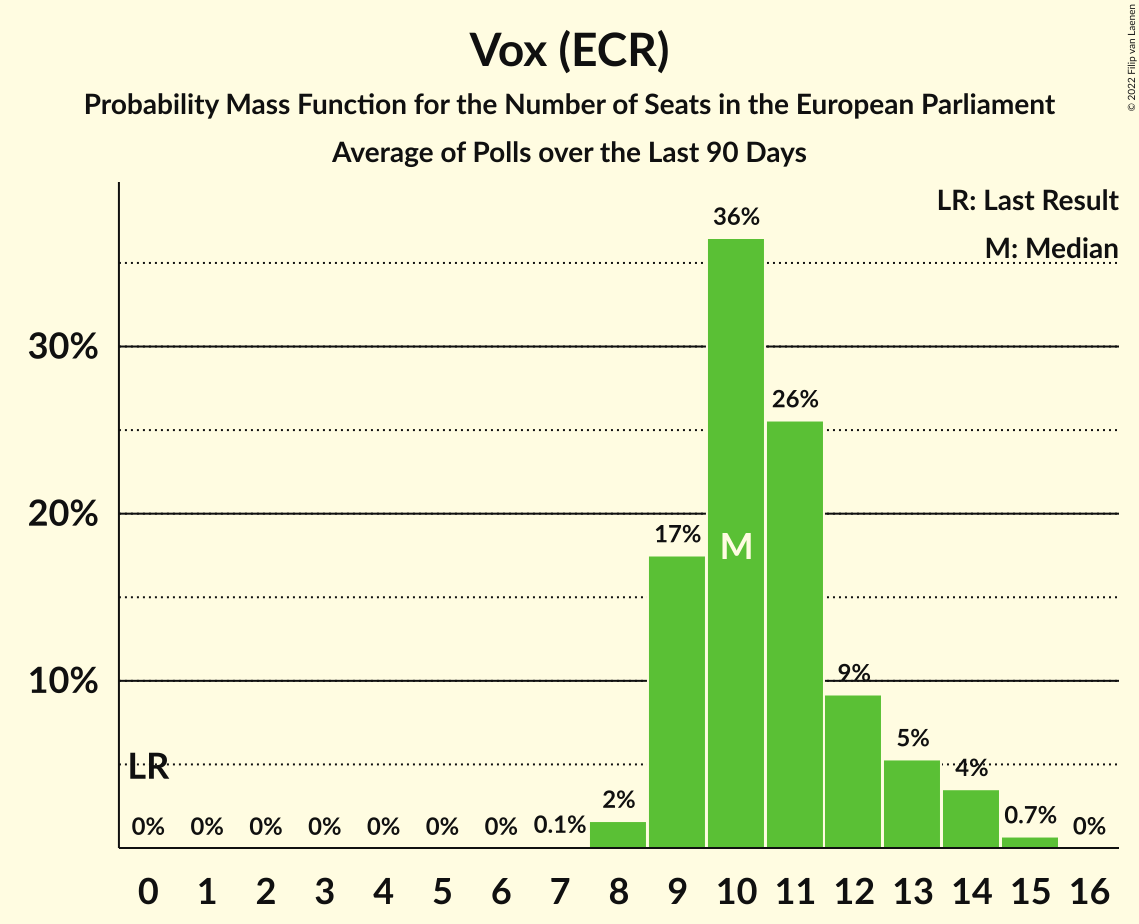 Vox (ECR)
Probability Mass Function for the Number of Seats in the European Parliament
Average of Polls over the Last 90 Days
© 2022 Filip van Laenen
LR: Last Result
M: Median
36%
30%
26%
20%
17%
M
10%
9%
5%
4%
LR
2%
0.7%
0% 0% 0% 0% 0% 0% 0% 0.1% 0%
0 1 2 3 4 5 6 7 8 9 10 11 12 13 14 15 16